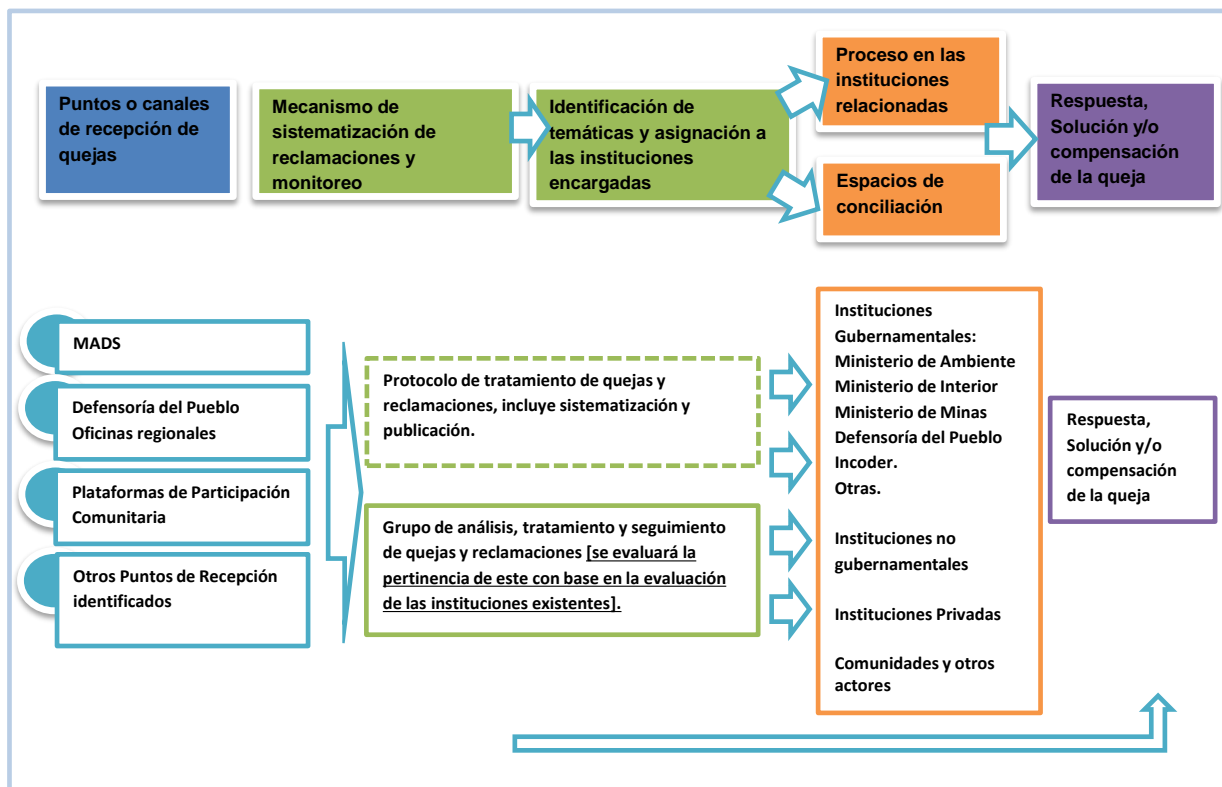 Puntos o canales
de recepción de
quejas
Mecanismo de
sistematización de
reclamaciones y
monitoreo
Identificación de
temáticas y asignación a
las instituciones
encargadas
Proceso en las
instituciones
relacionadas
Espacios de
conciliación
Respuesta,
Solución y/o
compensación
de la queja
MADS
Defensoría del Pueblo
Oficinas regionales
Plataformas de Participación
Comunitaria
Otros Puntos de Recepción
identificados
Protocolo de tratamiento de quejas y
reclamaciones, incluye sistematización y
publicación.
Grupo de análisis, tratamiento y seguimiento
de quejas y reclamaciones [se evaluará la
pertinencia de este con base en la evaluación
de las instituciones existentes].
Instituciones
Gubernamentales:
Ministerio de Ambiente
Ministerio de Interior
Ministerio de Minas
Defensoría del Pueblo
Incoder.
Otras.
Instituciones no
gubernamentales
Instituciones Privadas
Comunidades y otros
actores
Respuesta,
Solución y/o
compensación
de la queja